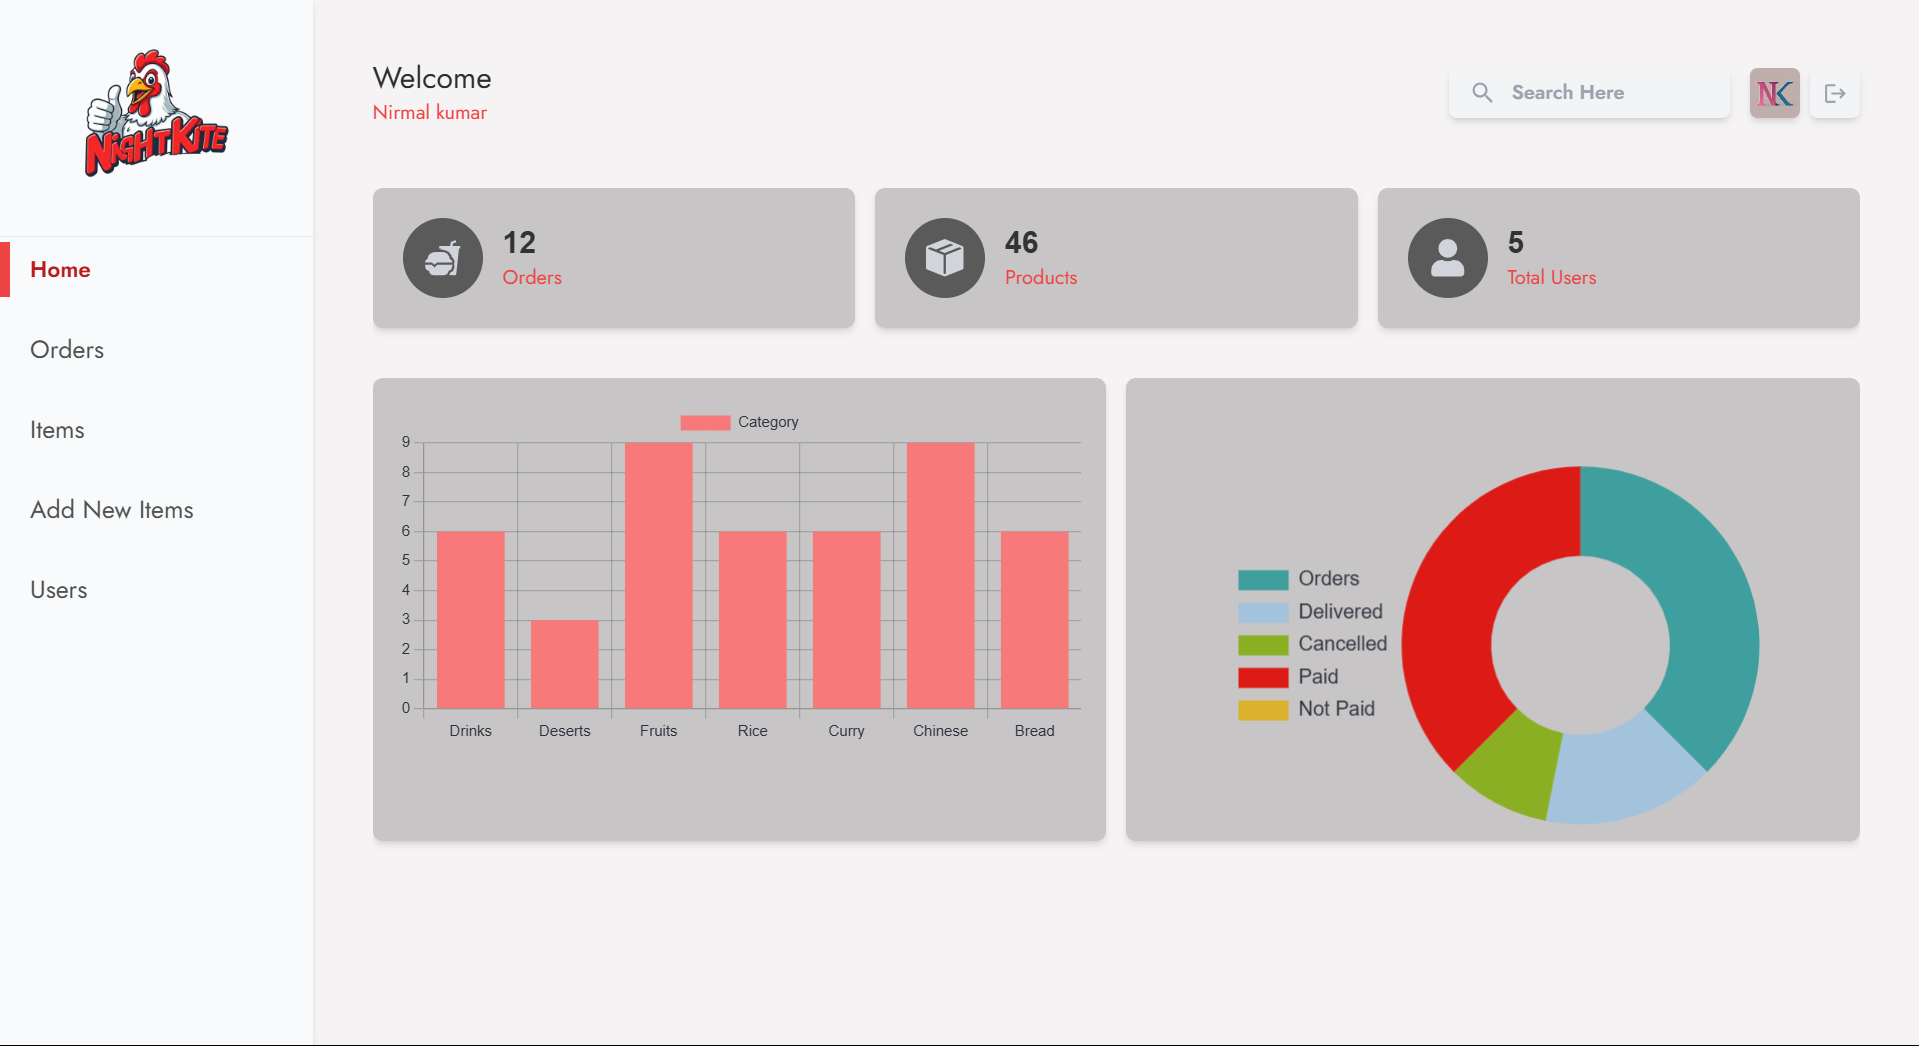 NIGHTKITE
Welcome
Nirmal kumar
Search Here
NK
Home
Orders
Items
Add New Items
Users
12
Orders
46
Products
5
Total Users
Category
9
8
7
6
5
4
3
2
1
0
Drinks Deserts Fruits Rice Curry Chinese Bread
Orders
Delivered
Cancelled
Paid
Not Paid